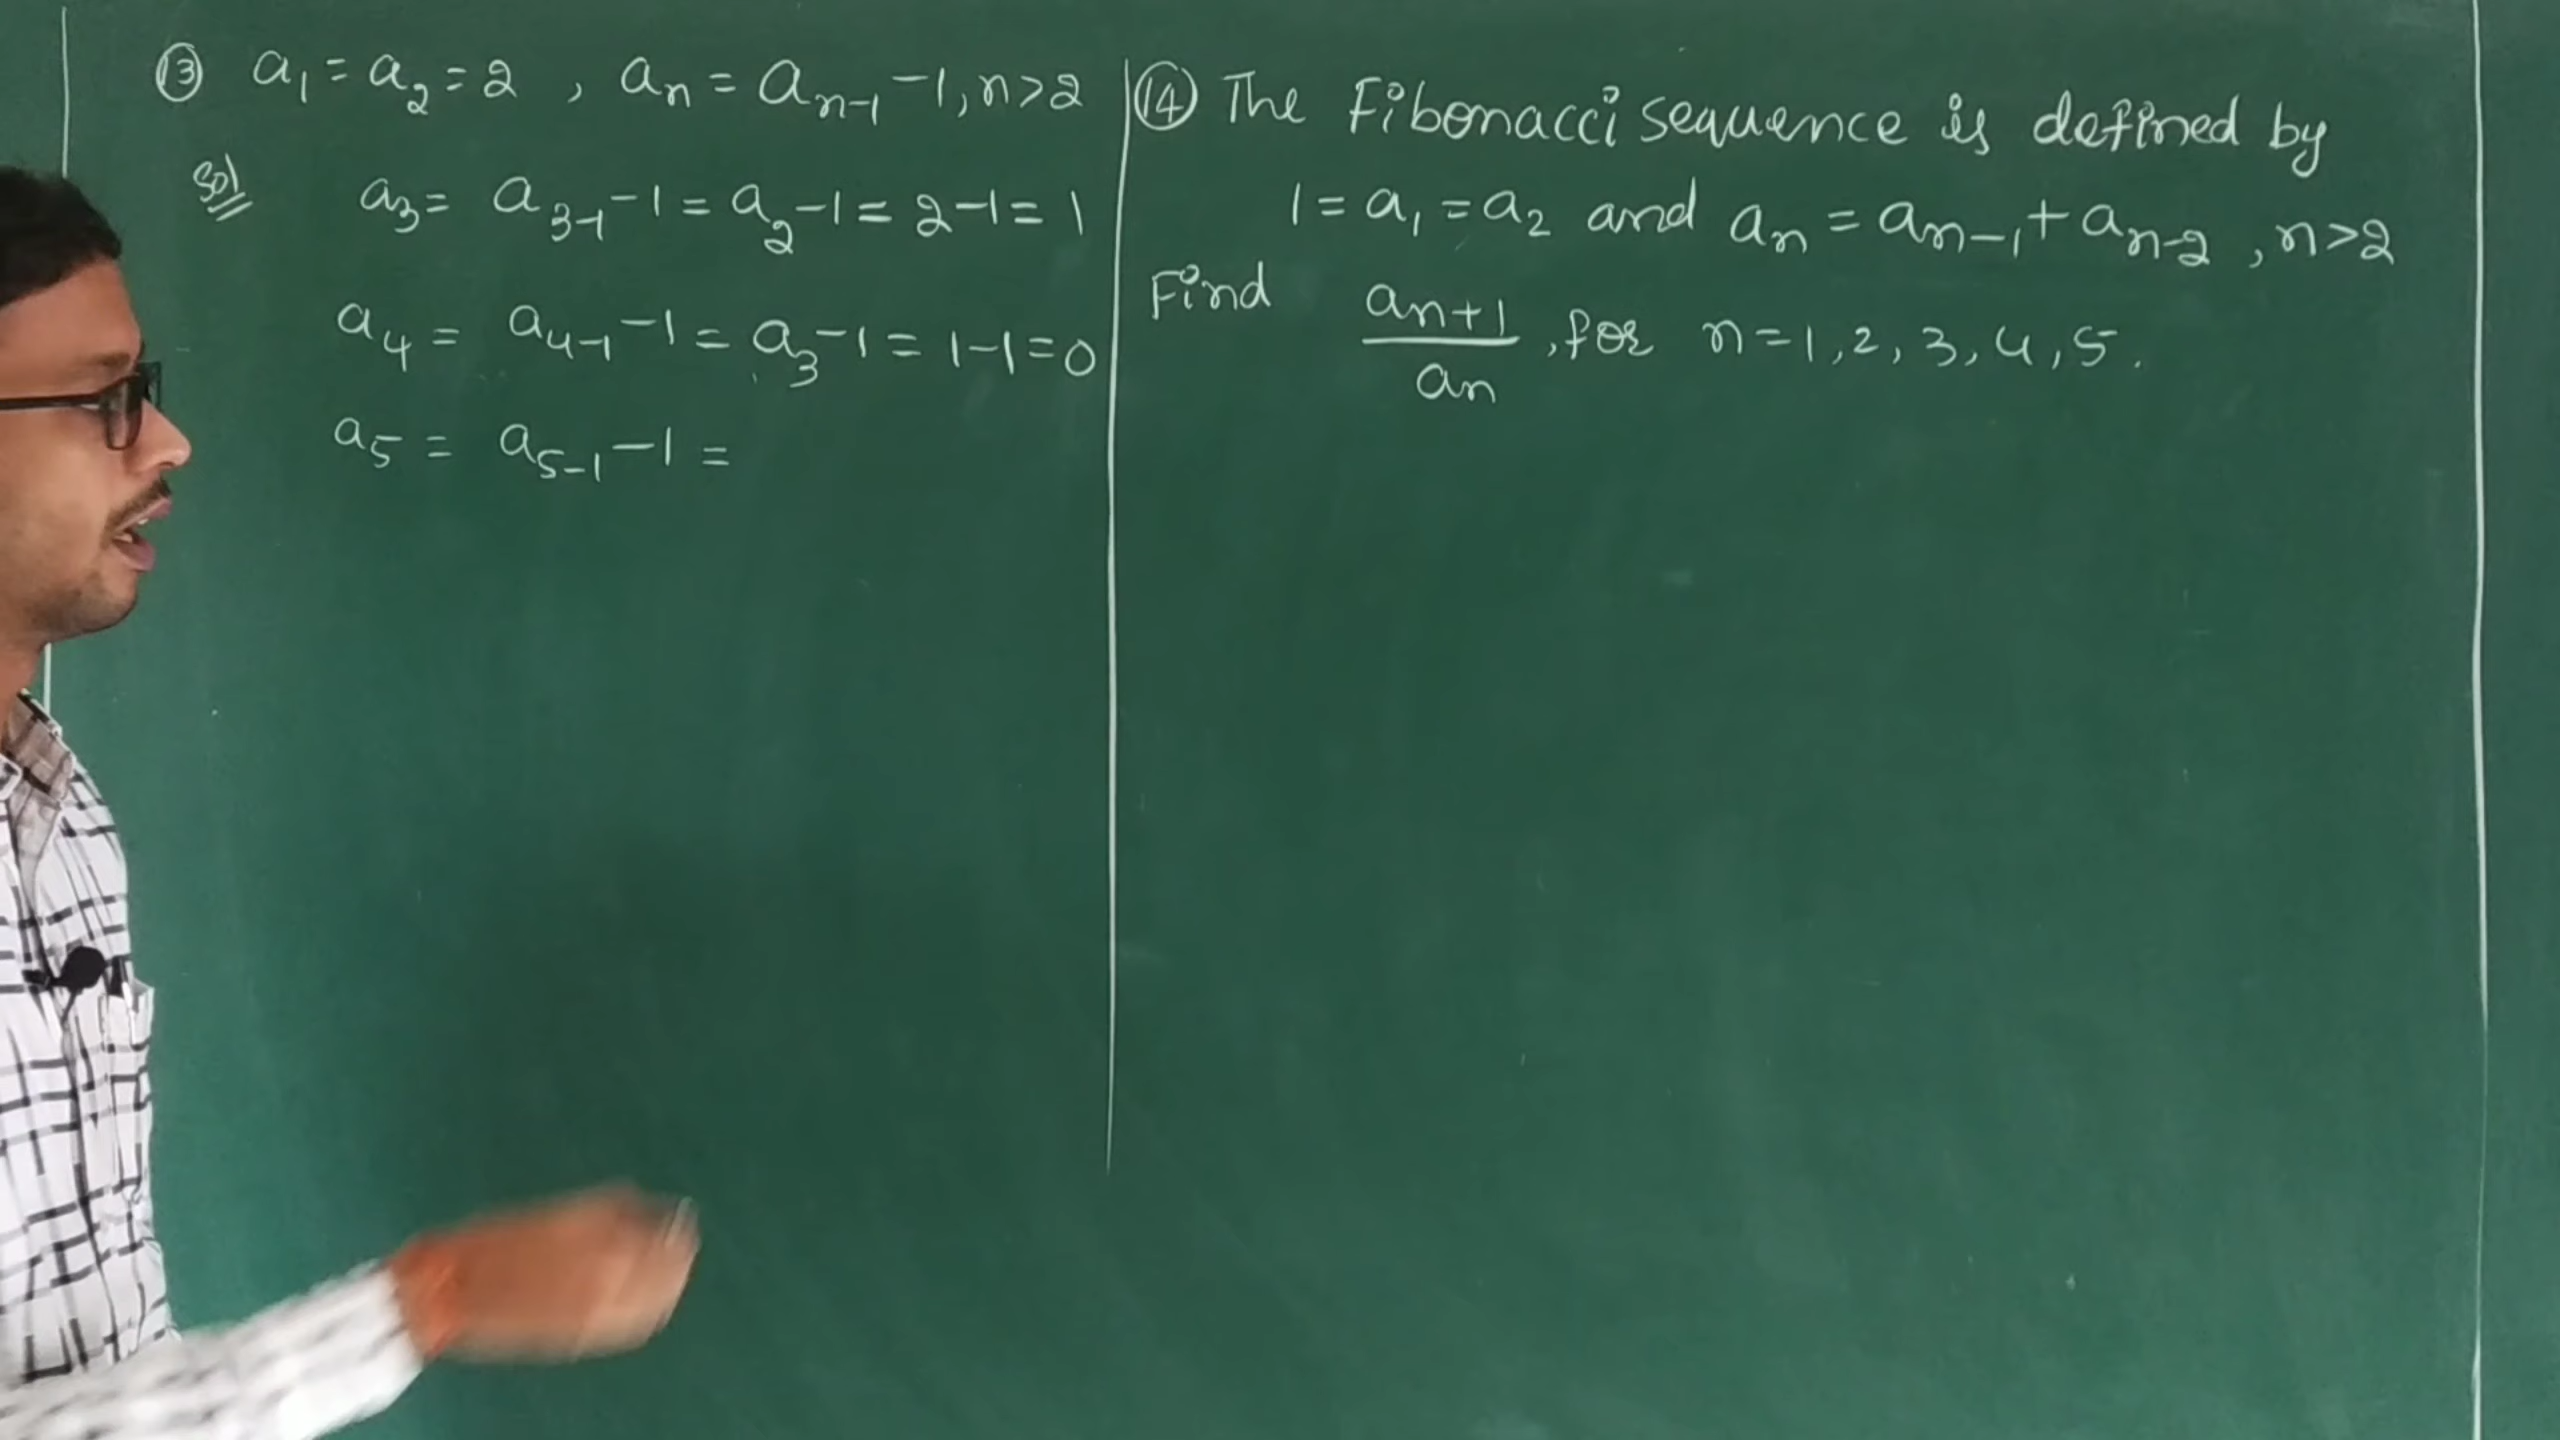 ⑬ a₁ = a₂ = 2 , aₙ = aₙ₋₁ - 1, n > 2
Sol
a₃ = a₃₋₁ - 1 = a₂ - 1 = 2 - 1 = 1
a₄ = a₄₋₁ - 1 = a₃ - 1 = 1 - 1 = 0
a₅ = a₅₋₁ - 1 =
⑭ The Fibonacci sequence is defined by
1 = a₁ = a₂ and aₙ = aₙ₋₁ + aₙ₋₂ , n > 2
Find an+1/an , for n = 1, 2, 3, 4, 5.